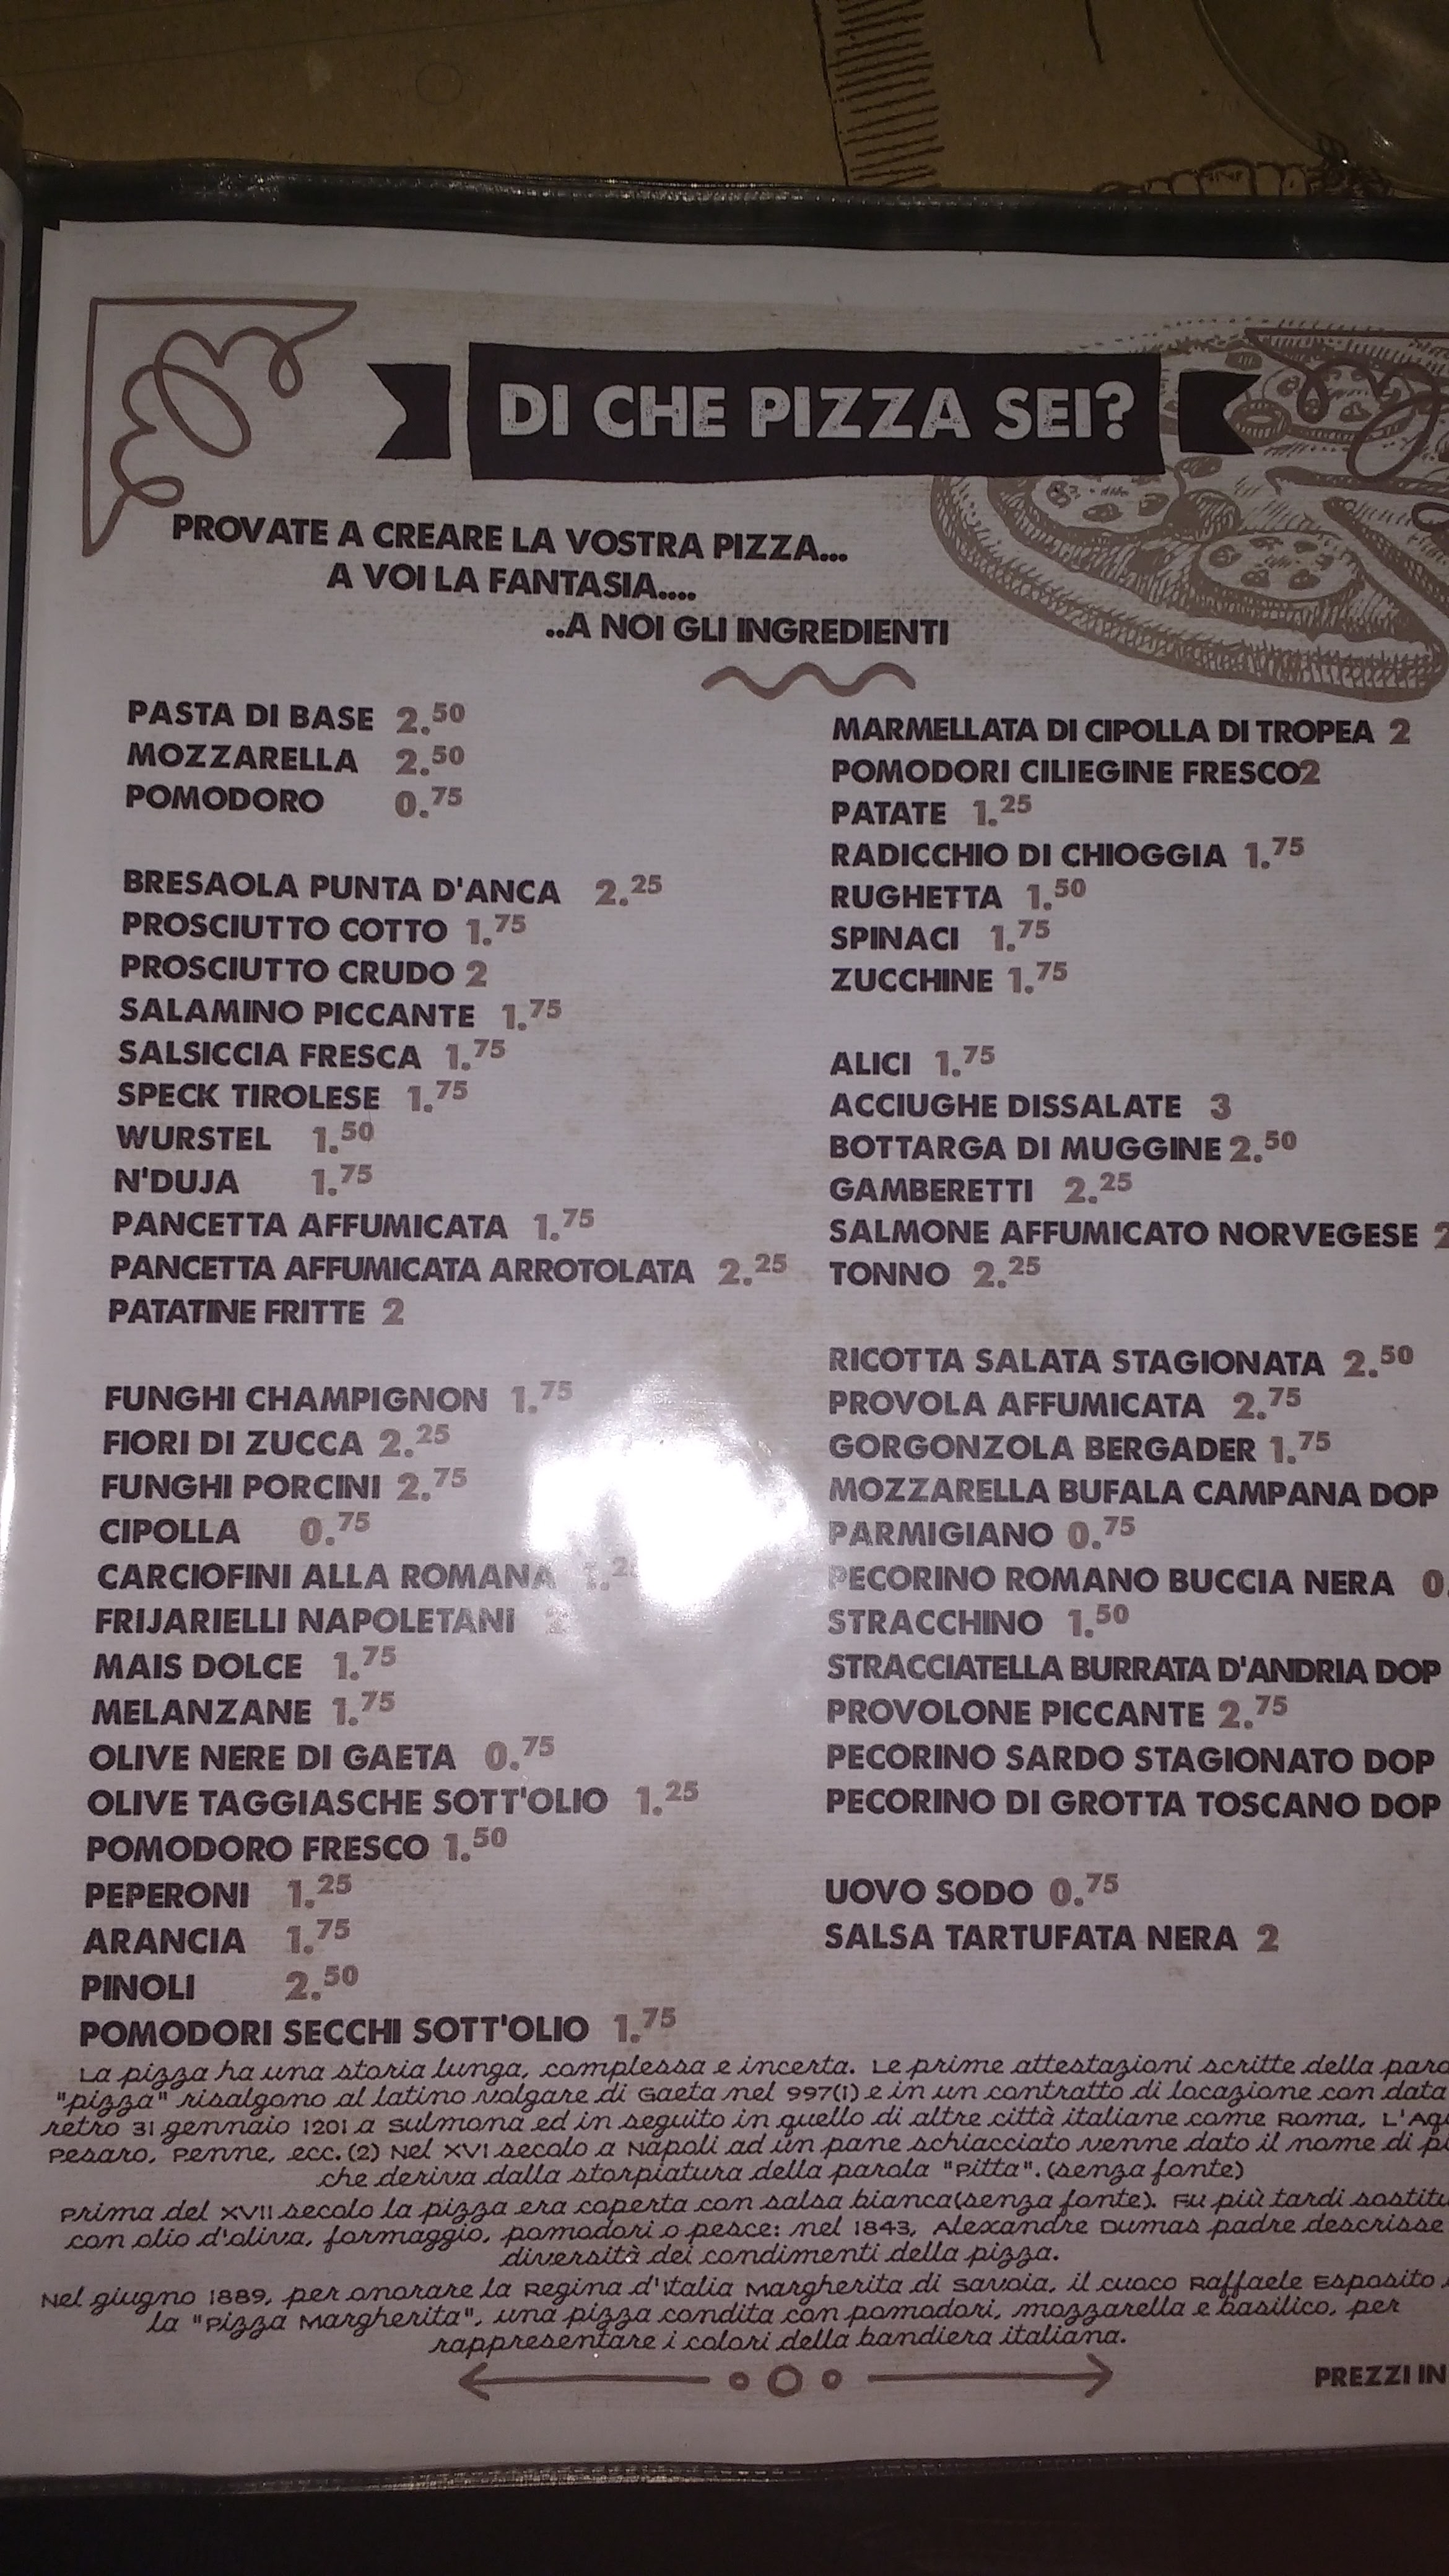 DI CHE PIZZA SEI?
PROVATE A CREARE LA VOSTRA PIZZA...
A VOI LA FANTASIA....
..A NOI GLI INGREDIENTI
PASTA DI BASE 2.50
MOZZARELLA 2.50
POMODORO 0.75
BRESAOLA PUNTA D'ANCA 2.25
PROSCIUTTO COTTO 1.75
PROSCIUTTO CRUDO 2
SALAMINO PICCANTE 1.75
SALSICCIA FRESCA 1.75
SPECK TIROLESE 1.75
WURSTEL 1.50
N'DUJA 1.75
PANCETTA AFFUMICATA 1.75
PANCETTA AFFUMICATA ARROTOLATA 2.25
PATATINE FRITTE 2
FUNGHI CHAMPIGNON 1.75
FIORI DI ZUCCA 2.25
FUNGHI PORCINI 2.75
CIPOLLA 0.75
CARCIOFINI ALLA ROMANA
FRIJARIELLI NAPOLETANI
MAIS DOLCE 1.75
MELANZANE 1.75
OLIVE NERE DI GAETA 0.75
OLIVE TAGGIASCHE SOTT'OLIO 1.25
POMODORO FRESCO 1.50
PEPERONI 1.25
ARANCIA 1.75
PINOLI 2.50
POMODORI SECCHI SOTT'OLIO 1.75
MARMELLATA DI CIPOLLA DI TROPEA 2
POMODORI CILIEGINE FRESCO2
PATATE 1.25
RADICCHIO DI CHIOGGIA 1.75
RUGHETTA 1.50
SPINACI 1.75
ZUCCHINE 1.75
ALICI 1.75
ACCIUGHE DISSALATE 3
BOTTARGA DI MUGGINE 2.50
GAMBERETTI 2.25
SALMONE AFFUMICATO NORVEGESE
TONNO 2.25
RICOTTA SALATA STAGIONATA 2.50
PROVOLA AFFUMICATA 2.75
GORGONZOLA BERGADER 1.75
MOZZARELLA BUFALA CAMPANA DOP
PARMIGIANO 0.75
PECORINO ROMANO BUCCIA NERA
STRACCHINO 1.50
STRACCIATELLA BURRATA D'ANDRIA DOP
PROVOLONE PICCANTE 2.75
PECORINO SARDO STAGIONATO DOP
PECORINO DI GROTTA TOSCANO DOP
UOVO SODO 0.75
SALSA TARTUFATA NERA 2
La pizza ha una storia lunga, complessa e incerta. Le prime attestazioni scritte della
"pizza" risalgono al latino volgare di Gaeta nel 997(1) e in un contratto di locazione con data
retro 31 gennaio 1201 a Sulmona ed in seguito in quello di altre città italiane come Roma,
Pesaro, Penne, ecc.(2) Nel XVI secolo a Napoli ad un pane schiacciato venne dato il nome di
che deriva dalla storpiatura della parola "pitta". (senza fonte)
Prima del XVII secolo la pizza era coperta con salsa bianca(senza fonte). Fu più tardi
con olio d'oliva, formaggio, pomodori o pesce: nel 1843, Alexandre Dumas padre descrisse
diversità dei condimenti della pizza.
Nel giugno 1889, per onorare la Regina d'Italia Margherita di Savoia, il cuoco Raffaele Esposito
la "Pizza Margherita", una pizza condita con pomodori, mozzarella e basilico, per
rappresentare i colori della bandiera italiana.
PREZZI IN